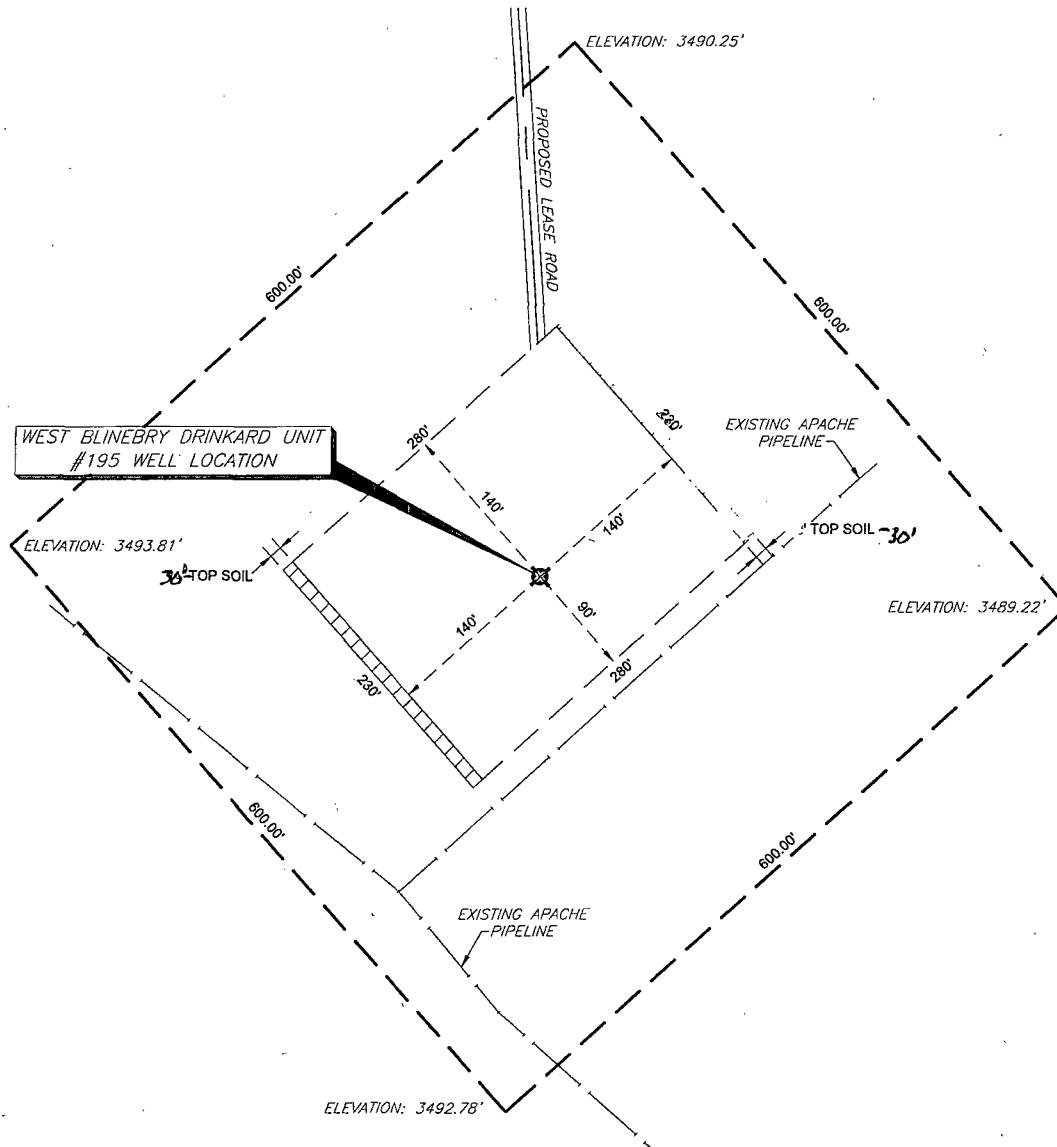 ELEVATION: 3490.25'
PROPOSED LEASE ROAD
600.00'
600.00'
WEST BLINEBRY DRINKARD UNIT
#195 WELL LOCATION
280'
EXISTING APACHE
PIPELINE
140'
140'
TOP SOIL -30'
ELEVATION: 3493.81'
30' TOP SOIL
ELEVATION: 3489.22'
140'
90'
280'
230'
600.00'
600.00'
EXISTING APACHE
PIPELINE
ELEVATION: 3492.78'